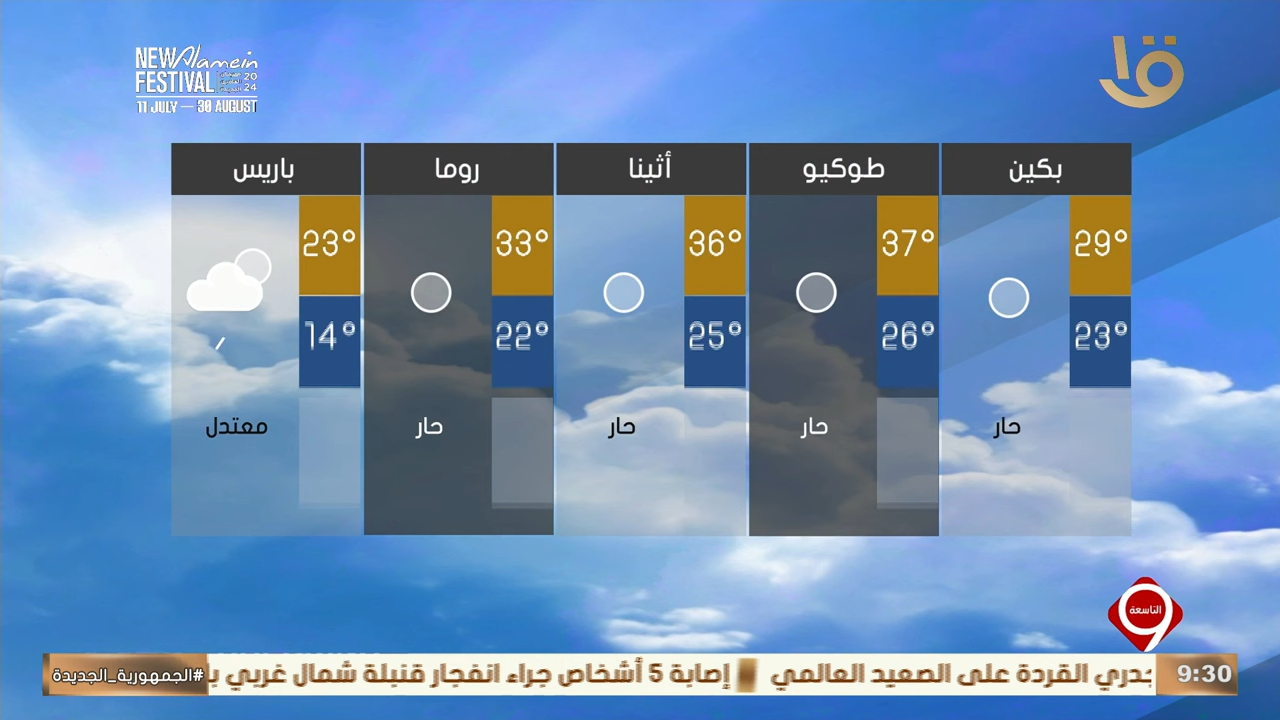 NEW Alamein
FESTIVAL 2024
11 JULY — 30 AUGUST
بكين
29°
23°
حار
طوكيو
37°
26°
حار
أثينا
36°
25°
حار
روما
33°
22°
حار
باريس
23°
14°
معتدل
التاسعة
9
9:30
جدري القردة على الصعيد العالمي
إصابة 5 أشخاص جراء انفجار قنبلة شمال غربي
#الجمهورية_الجديدة